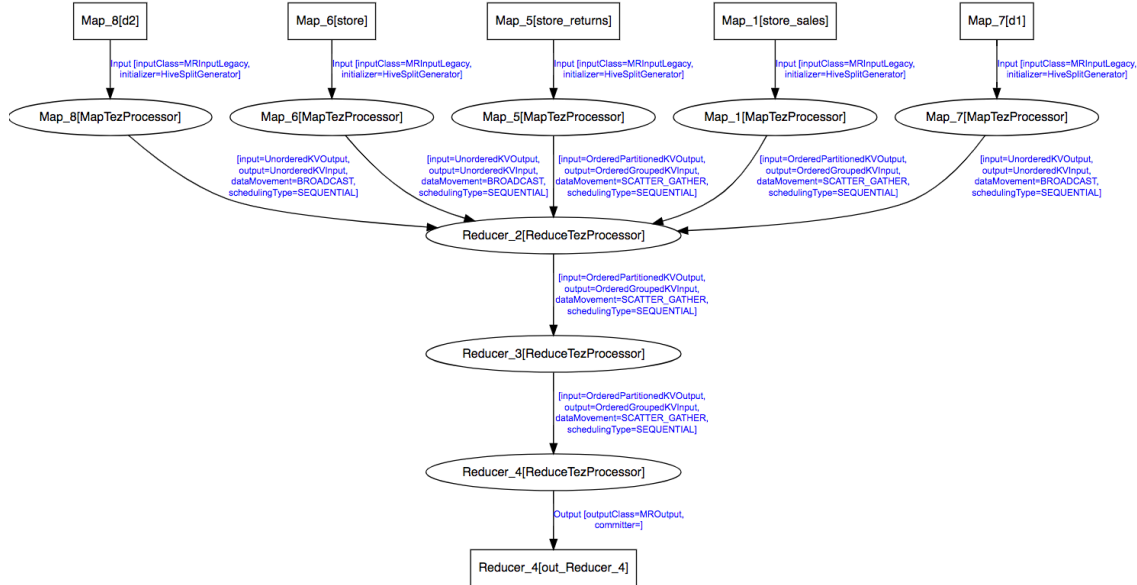 Map_8[d2]
Map_6[store]
Map_5[store_returns]
Map_1[store_sales]
Map_7[d1]
Input [inputClass=MRInputLegacy,
initializer=HiveSplitGenerator]
Input [inputClass=MRInputLegacy,
initializer=HiveSplitGenerator]
Input [inputClass=MRInputLegacy,
initializer=HiveSplitGenerator]
Input [inputClass=MRInputLegacy,
initializer=HiveSplitGenerator]
Input [inputClass=MRInputLegacy,
initializer=HiveSplitGenerator]
Map_8[MapTezProcessor]
Map_6[MapTezProcessor]
Map_5[MapTezProcessor]
Map_1[MapTezProcessor]
Map_7[MapTezProcessor]
[input=UnorderedKVOutput,
output=UnorderedKVInput,
dataMovement=BROADCAST,
schedulingType=SEQUENTIAL]
[input=UnorderedKVOutput,
output=UnorderedKVInput,
dataMovement=BROADCAST,
schedulingType=SEQUENTIAL]
[input=OrderedPartitionedKVOutput,
output=OrderedGroupedKVInput,
dataMovement=SCATTER_GATHER,
schedulingType=SEQUENTIAL]
[input=OrderedPartitionedKVOutput,
output=OrderedGroupedKVInput,
dataMovement=SCATTER_GATHER,
schedulingType=SEQUENTIAL]
[input=UnorderedKVOutput,
output=UnorderedKVInput,
dataMovement=BROADCAST,
schedulingType=SEQUENTIAL]
Reducer_2[ReduceTezProcessor]
[input=OrderedPartitionedKVOutput,
output=OrderedGroupedKVInput,
dataMovement=SCATTER_GATHER,
schedulingType=SEQUENTIAL]
Reducer_3[ReduceTezProcessor]
[input=OrderedPartitionedKVOutput,
output=OrderedGroupedKVInput,
dataMovement=SCATTER_GATHER,
schedulingType=SEQUENTIAL]
Reducer_4[ReduceTezProcessor]
Output [outputClass=MROutput,
committer=]
Reducer_4[out_Reducer_4]